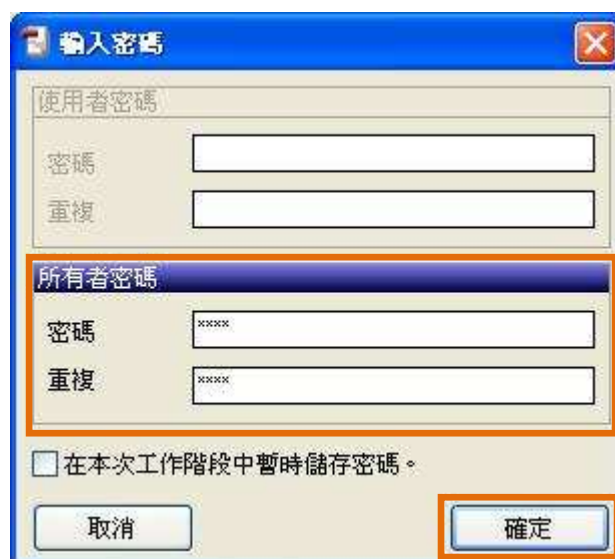 輸入密碼
使用者密碼
密碼
重複
所有者密碼
密碼 ****
重複 ****
在本次工作階段中暫時儲存密碼。
取消 確定